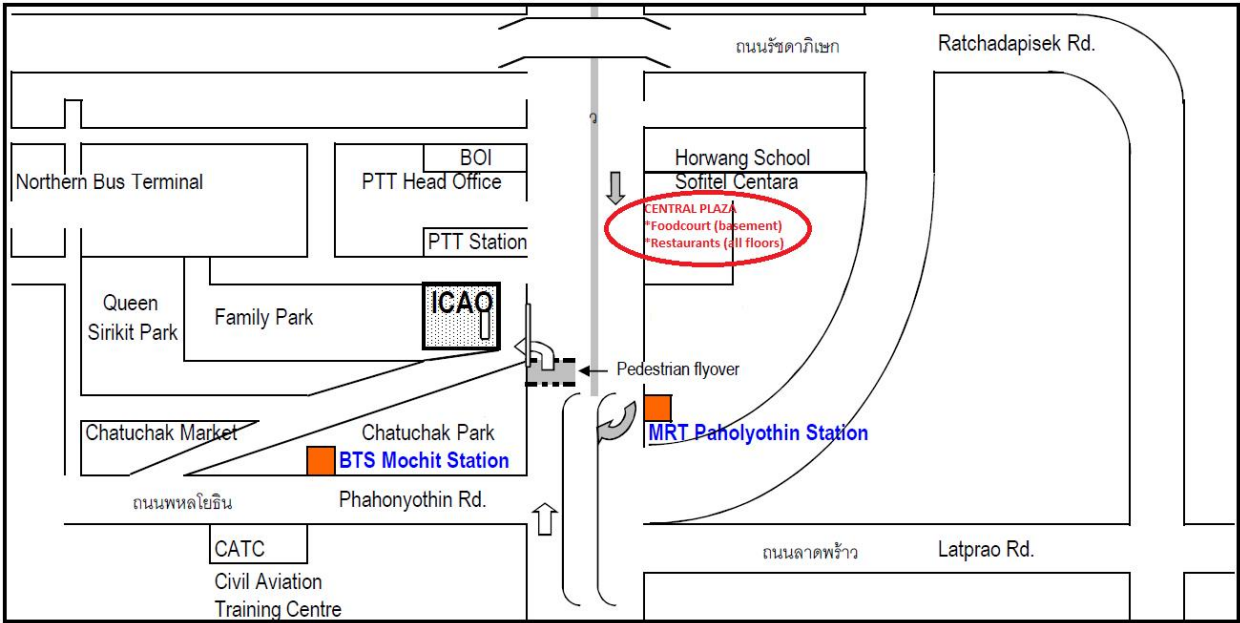 ถนนรัชดาภิเษก
Ratchadapisek Rd.
ว
BOI
Horwang School
Northern Bus Terminal
PTT Head Office
Sofitel Centara
CENTRAL PLAZA
*Foodcourt (basement)
*Restaurants (all floors)
PTT Station
ICAO
Queen
Sirikit Park
Family Park
Pedestrian flyover
Chatuchak Market
Chatuchak Park
MRT Paholyothin Station
BTS Mochit Station
ถนนพหลโยธิน
Phahonyothin Rd.
ถนนลาดพร้าว
Latprao Rd.
CATC
Civil Aviation
Training Centre